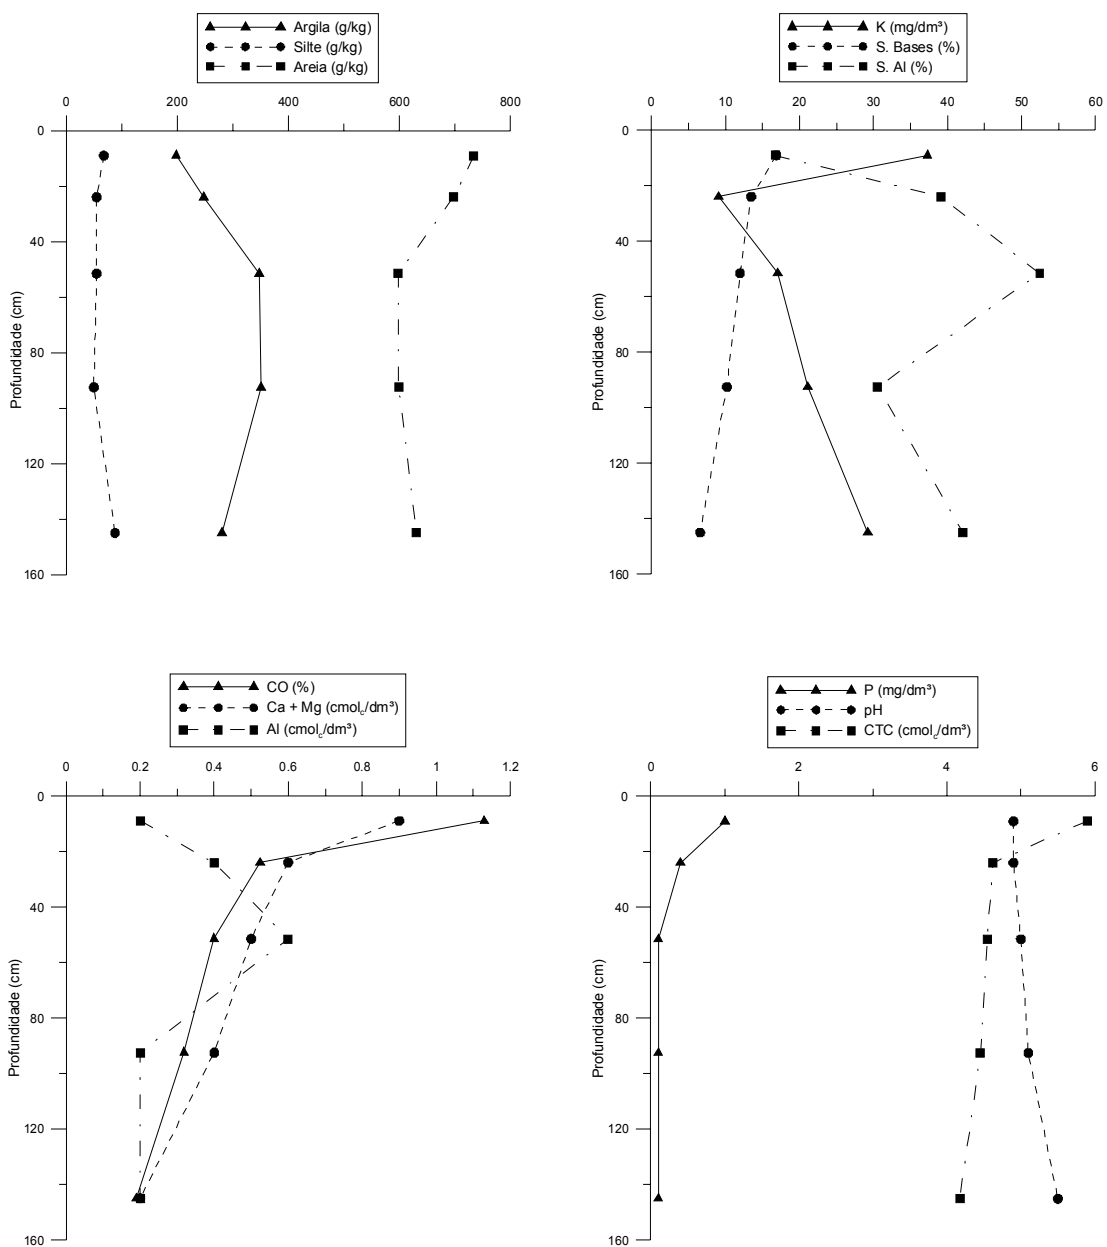 Argila (g/kg)
Silte (g/kg)
Areia (g/kg)
0 200 400 600 800
0
40
80
120
160
Profundidade (cm)
K (mg/dm³)
S. Bases (%)
S. Al (%)
0 10 20 30 40 50 60
0
40
80
120
160
Profundidade (cm)
CO (%)
Ca + Mg (cmolc/dm³)
Al (cmolc/dm³)
0 0.2 0.4 0.6 0.8 1 1.2
0
40
80
120
160
Profundidade (cm)
P (mg/dm³)
pH
CTC (cmolc/dm³)
0 2 4 6
0
40
80
120
160
Profundidade (cm)